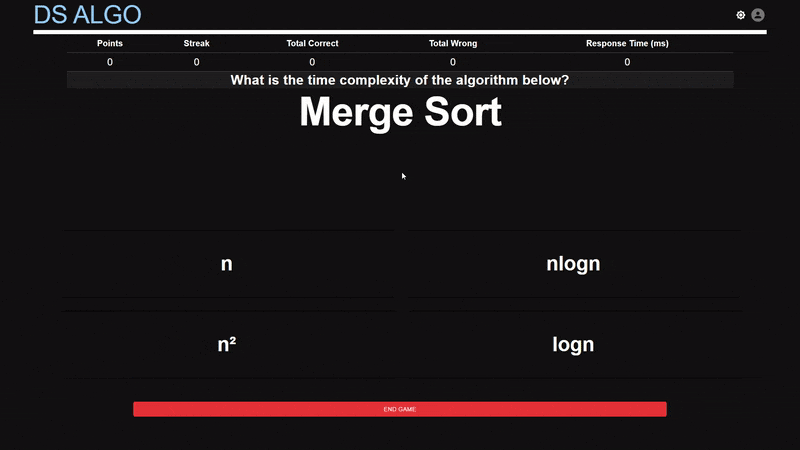 DS ALGO
Points Streak Total Correct Total Wrong Response Time (ms)
0 0 0 0 0
What is the time complexity of the algorithm below?
Merge Sort
n nlogn
n² logn
END GAME